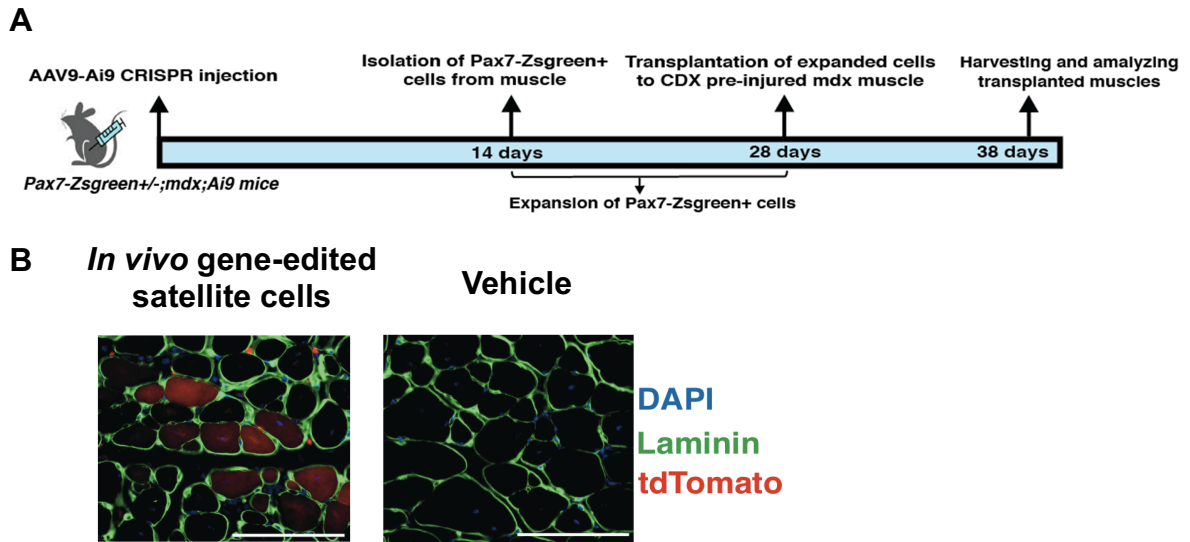 A
AAV9-Ai9 CRISPR injection
Isolation of Pax7-Zsgreen+
cells from muscle
Transplantation of expanded cells
to CDX pre-injured mdx muscle
Harvesting and amalyzing
transplanted muscles
14 days
28 days
38 days
Pax7-Zsgreen+/-;mdx;Ai9 mice
Expansion of Pax7-Zsgreen+ cells
B
In vivo gene-edited
satellite cells
Vehicle
DAPI
Laminin
tdTomato